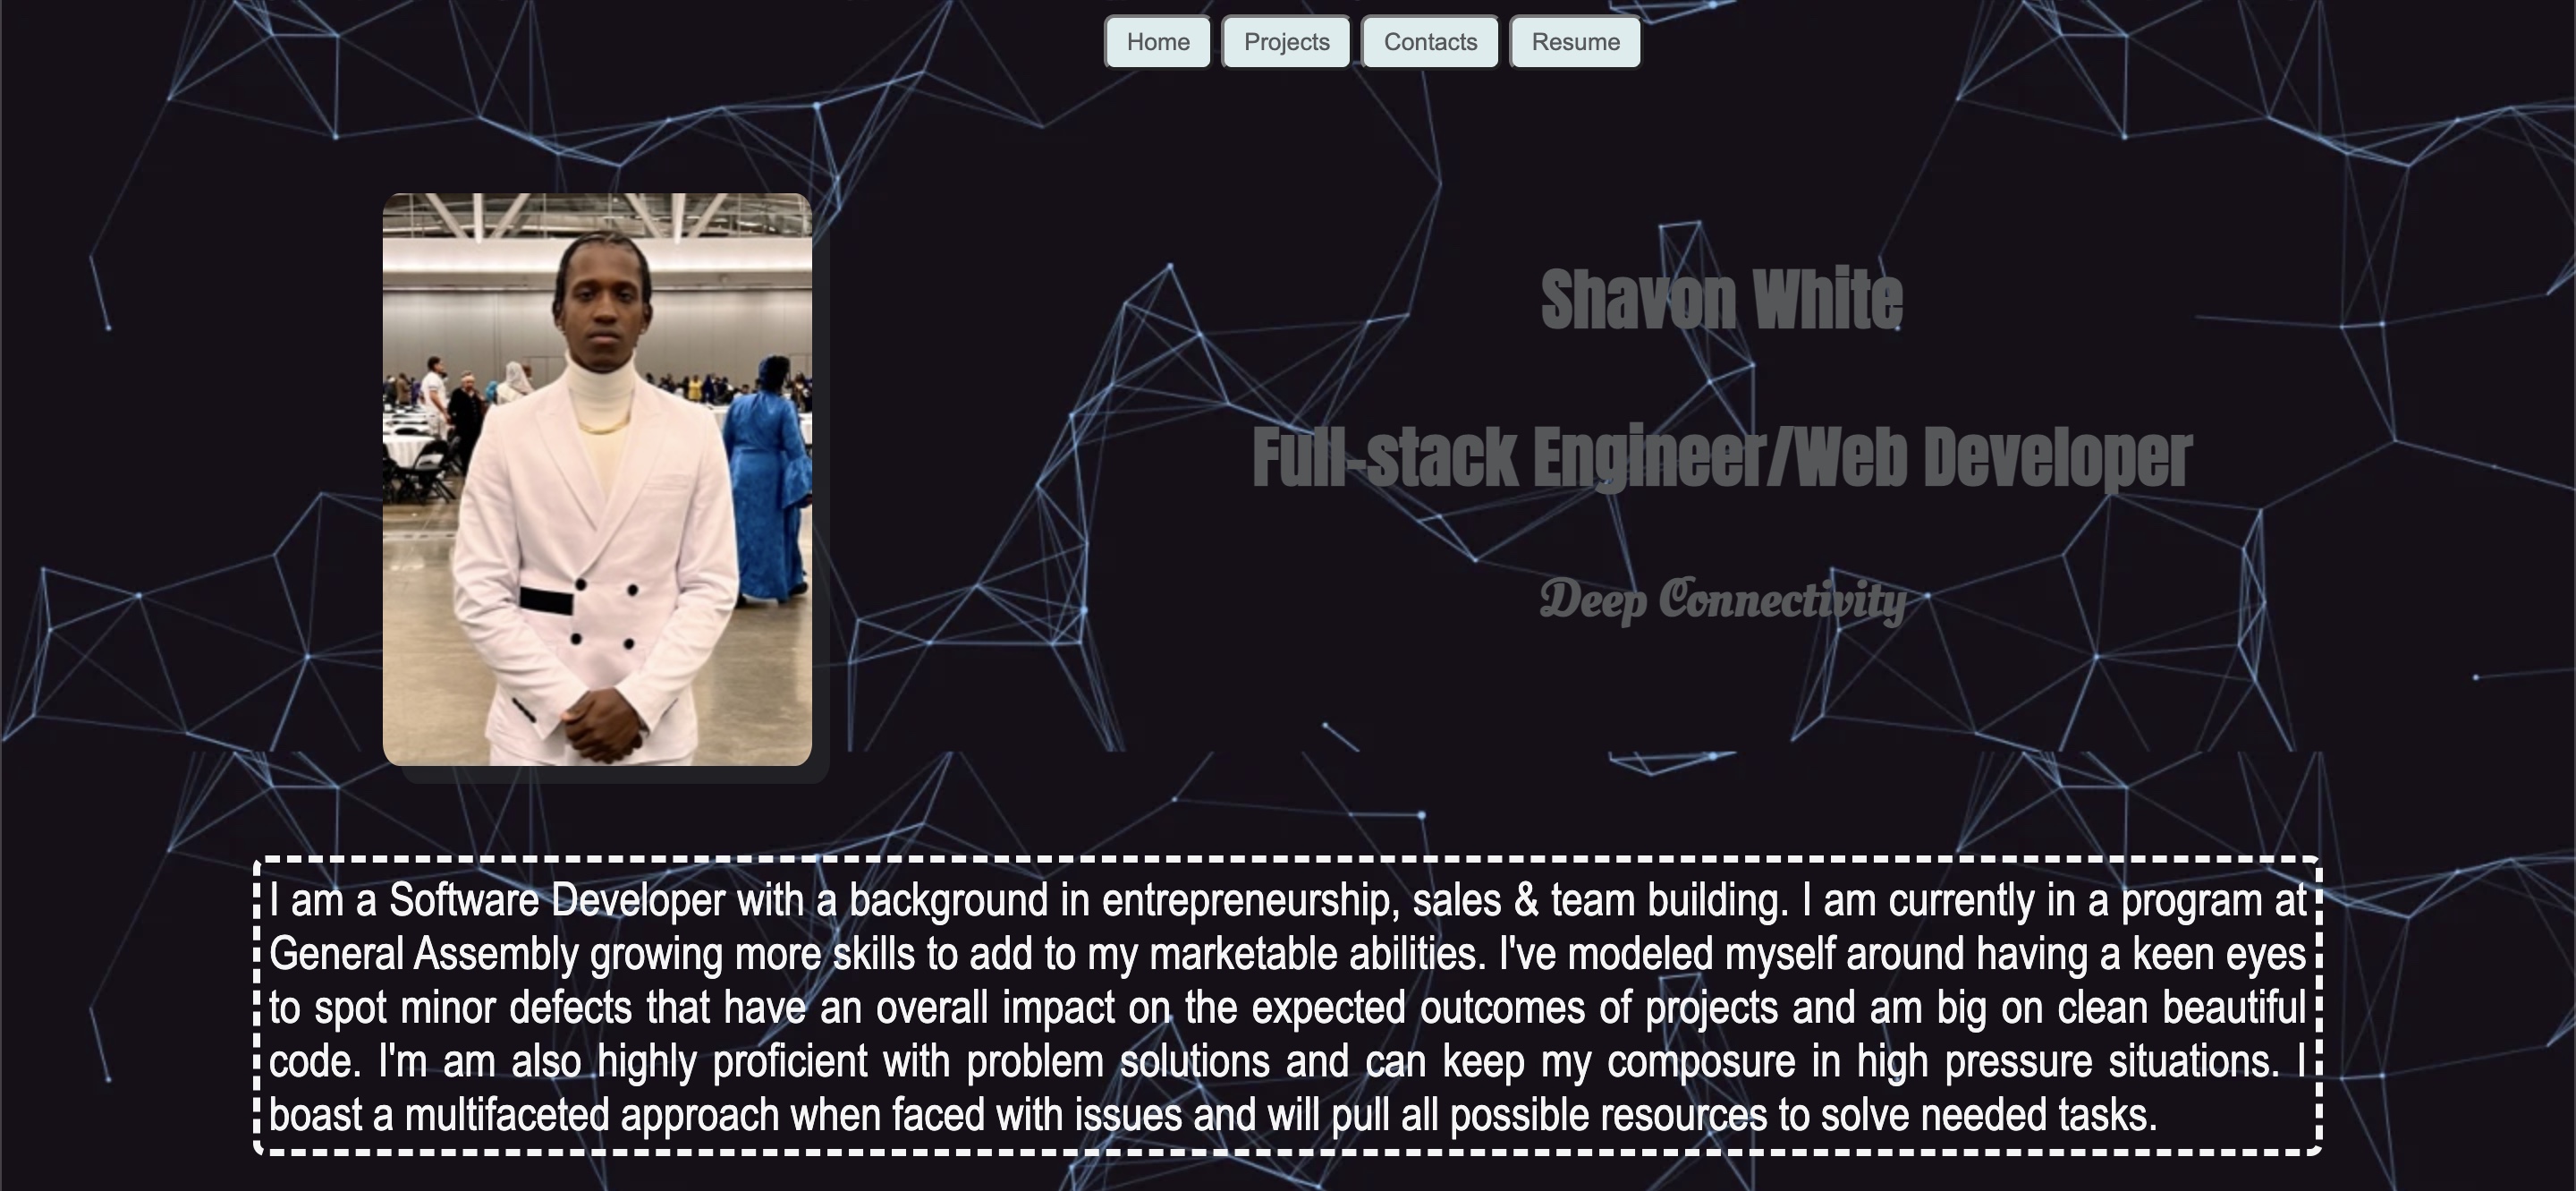 Home Projects Contacts Resume
Shavon White
Full-stack Engineer/Web Developer
Deep Connectivity
I am a Software Developer with a background in entrepreneurship, sales & team building. I am currently in a program at
General Assembly growing more skills to add to my marketable abilities. I've modeled myself around having a keen eyes
to spot minor defects that have an overall impact on the expected outcomes of projects and am big on clean beautiful
code. I'm am also highly proficient with problem solutions and can keep my composure in high pressure situations. I
boast a multifaceted approach when faced with issues and will pull all possible resources to solve needed tasks.